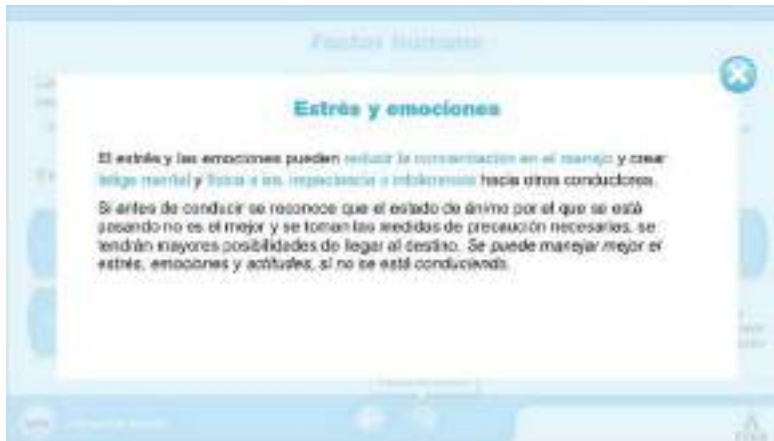 Factor humano
Estrés y emociones
El estrés y las emociones pueden reducir la concentración en el manejo y crear
fatiga mental y física o ira, impaciencia o intolerancia hacia otros conductores.
Si antes de conducir se reconoce que el estado de ánimo por el que se está
pasando no es el mejor y se toman las medidas de precaución necesarias, se
tendrán mayores posibilidades de llegar al destino. Se puede manejar mejor el
estrés, emociones y actitudes, si no se está conduciendo.